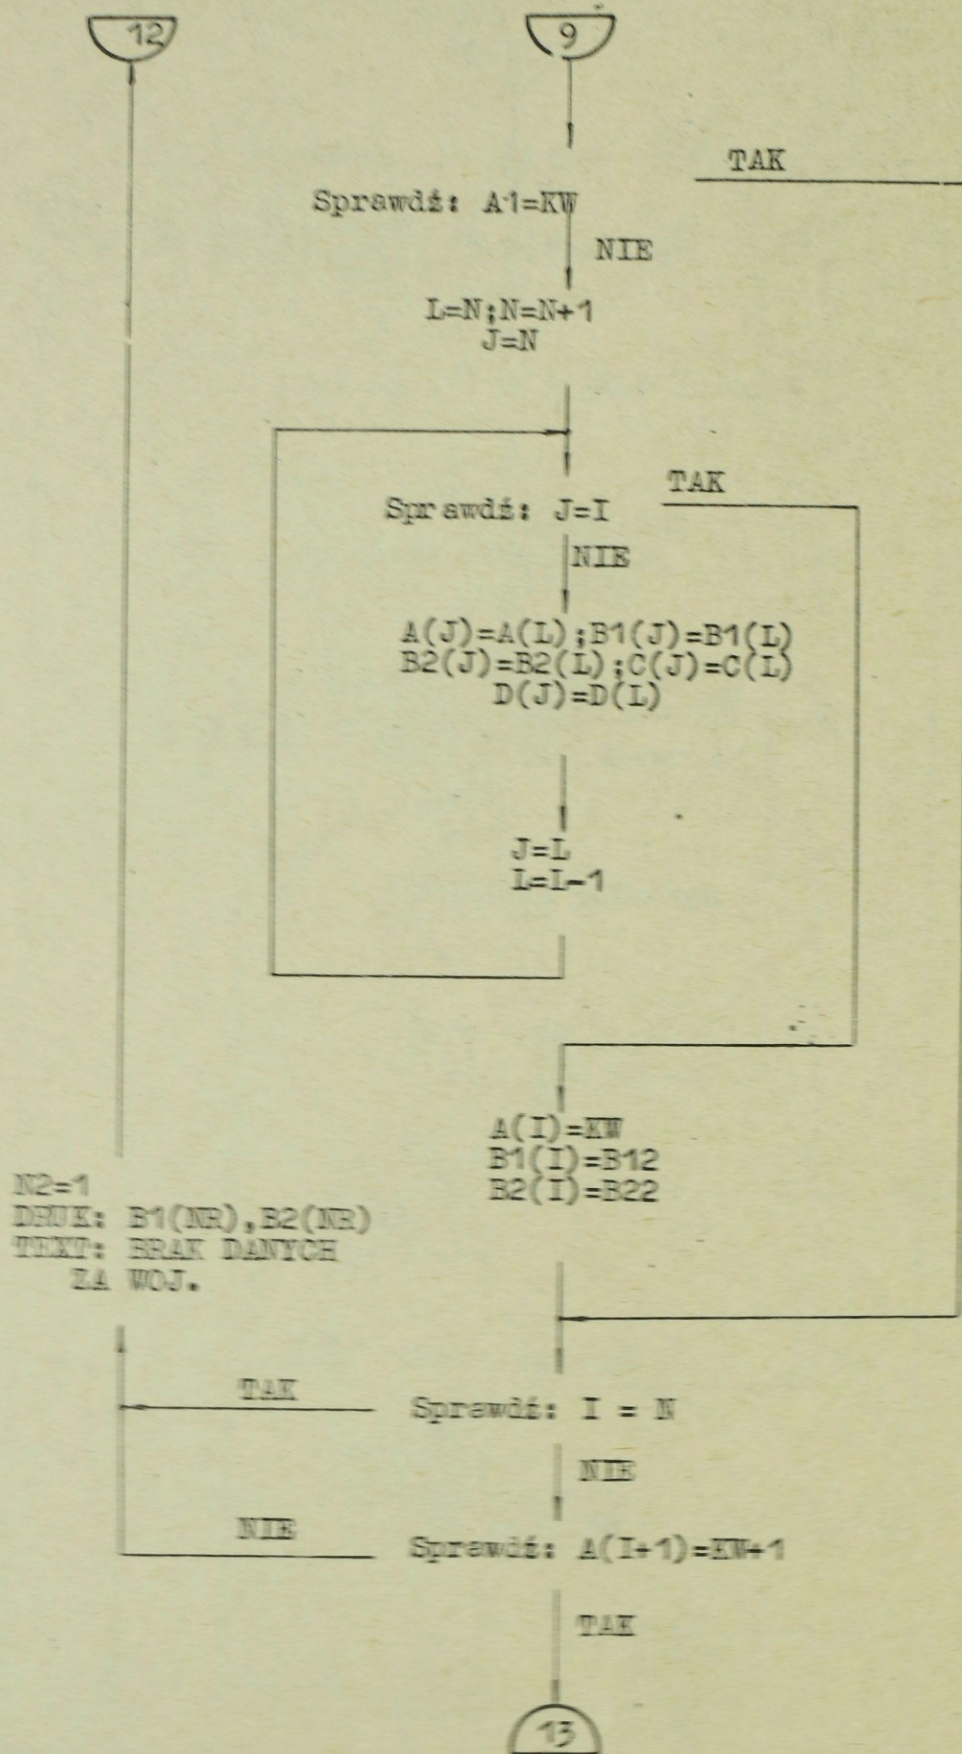 12
9
TAK
Sprawdź: A1=KW
NIE
L=N;N=N+1
J=N
TAK
Sprawdź: J=I
NIE
A(J)=A(L);B1(J)=B1(L)
B2(J)=B2(L);C(J)=C(L)
D(J)=D(L)
J=L
L=L-1
A(I)=KW
B1(I)=B12
B2(I)=B22
N2=1
DRUK: B1(NR),B2(NR)
TEXT: BRAK DANYCH
ZA WOJ.
TAK
Sprawdź: I = N
NIE
NIE
Sprawdź: A(I+1)=KW+1
TAK
13